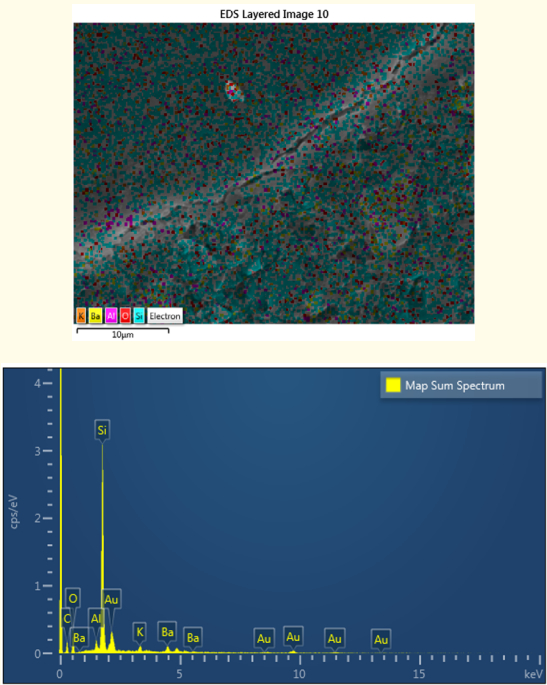 EDS Layered Image 10
K Ba Al O Si Electron
10μm
Map Sum Spectrum
4
Si
3
cps/eV
2
1
O Au
C Al
Ba K Ba Ba Au Au Au Au
0
0 5 10 15 keV